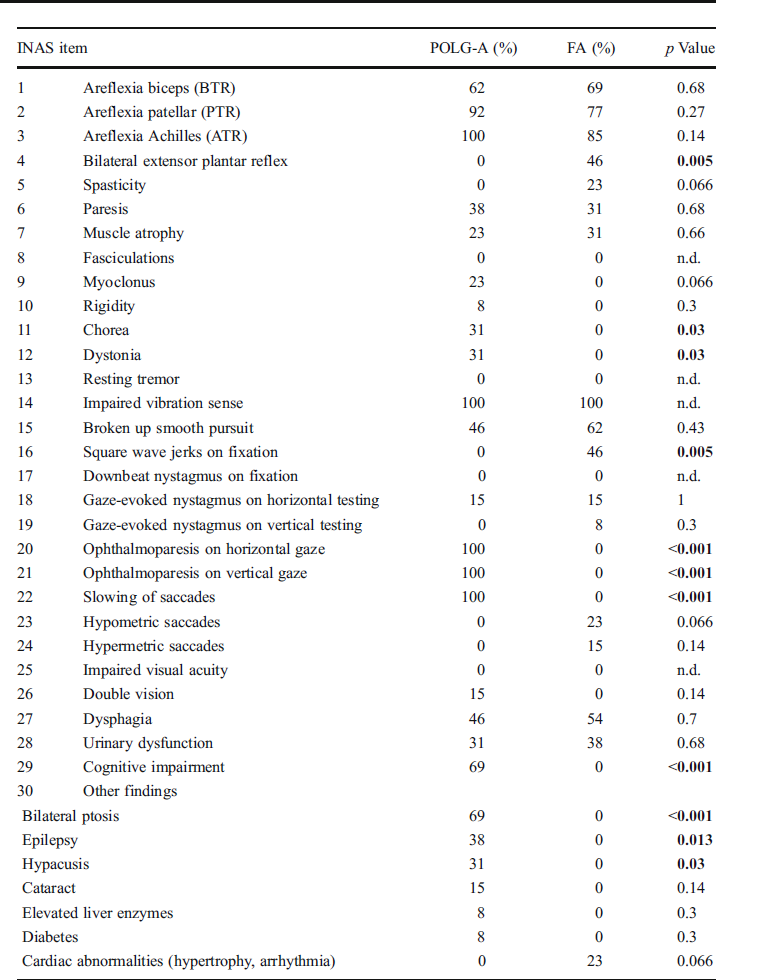 INAS item POLG-A (%) FA (%) p Value
1 Areflexia biceps (BTR) 62 69 0.68
2 Areflexia patellar (PTR) 92 77 0.27
3 Areflexia Achilles (ATR) 100 85 0.14
4 Bilateral extensor plantar reflex 0 46 0.005
5 Spasticity 0 23 0.066
6 Paresis 38 31 0.68
7 Muscle atrophy 23 31 0.66
8 Fasciculations 0 0 n.d.
9 Myoclonus 23 0 0.066
10 Rigidity 8 0 0.3
11 Chorea 31 0 0.03
12 Dystonia 31 0 0.03
13 Resting tremor 0 0 n.d.
14 Impaired vibration sense 100 100 n.d.
15 Broken up smooth pursuit 46 62 0.43
16 Square wave jerks on fixation 0 46 0.005
17 Downbeat nystagmus on fixation 0 0 n.d.
18 Gaze-evoked nystagmus on horizontal testing 15 15 1
19 Gaze-evoked nystagmus on vertical testing 0 8 0.3
20 Ophthalmoparesis on horizontal gaze 100 0 <0.001
21 Ophthalmoparesis on vertical gaze 100 0 <0.001
22 Slowing of saccades 100 0 <0.001
23 Hypometric saccades 0 23 0.066
24 Hypermetric saccades 0 15 0.14
25 Impaired visual acuity 0 0 n.d.
26 Double vision 15 0 0.14
27 Dysphagia 46 54 0.7
28 Urinary dysfunction 31 38 0.68
29 Cognitive impairment 69 0 <0.001
30 Other findings
Bilateral ptosis 69 0 <0.001
Epilepsy 38 0 0.013
Hypacusis 31 0 0.03
Cataract 15 0 0.14
Elevated liver enzymes 8 0 0.3
Diabetes 8 0 0.3
Cardiac abnormalities (hypertrophy, arrhythmia) 0 23 0.066